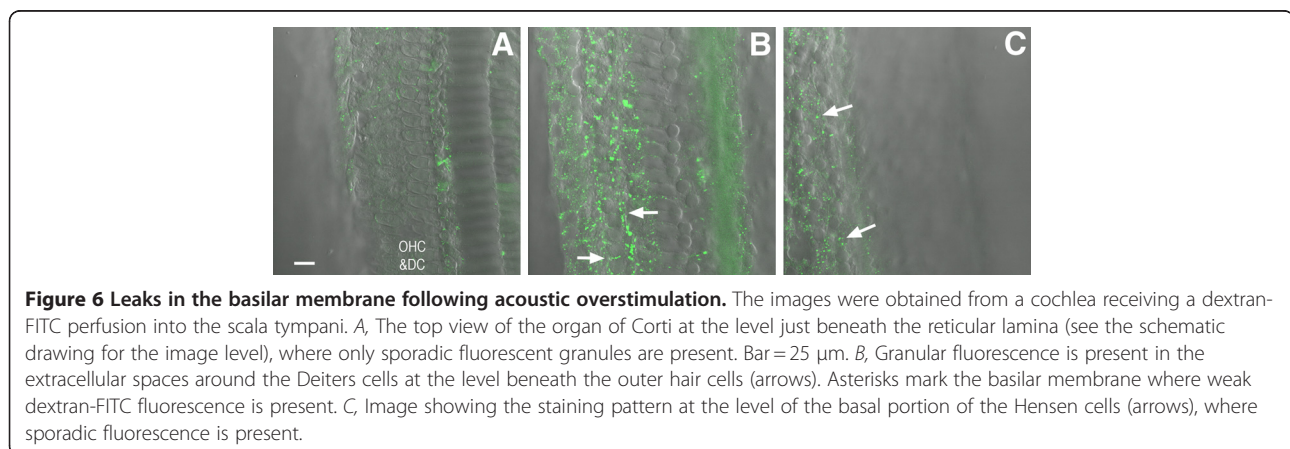 A
B
C
OHC
&DC
Figure 6 Leaks in the basilar membrane following acoustic overstimulation. The images were obtained from a cochlea receiving a dextran-
FITC perfusion into the scala tympani. A, The top view of the organ of Corti at the level just beneath the reticular lamina (see the schematic
drawing for the image level), where only sporadic fluorescent granules are present. Bar = 25 μm. B, Granular fluorescence is present in the
extracellular spaces around the Deiters cells at the level beneath the outer hair cells (arrows). Asterisks mark the basilar membrane where weak
dextran-FITC fluorescence is present. C, Image showing the staining pattern at the level of the basal portion of the Hensen cells (arrows), where
sporadic fluorescence is present.